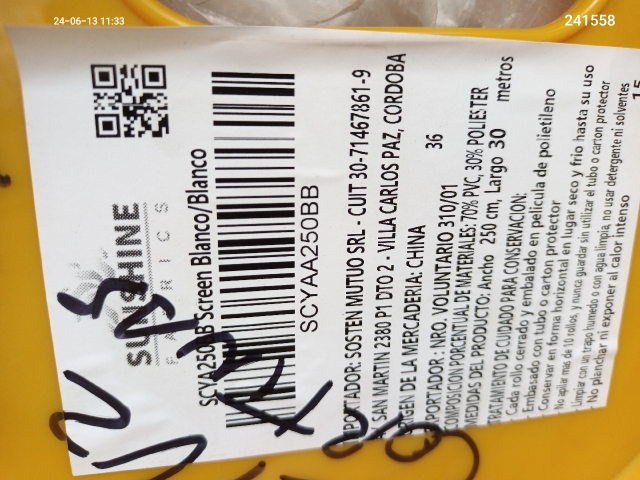 24-06-13 11:33
241558
SUNSHINE
FABRICS
SCYA250BB Screen Blanco/Blanco
SCYAA250BB
IMPORTADOR: SOSTEN MUTUO SRL - CUIT 30-71467861-9
SAN MARTIN 2380 P1 DTO 2 - VILLA CARLOS PAZ, CORDOBA
ORIGEN DE LA MERCADERIA: CHINA
IMPORTADOR : NRO. VOLUNTARIO 310/01 36
COMPOSICION PORCENTUAL DE MATERIALES: 70% PVC, 30% POLIESTER
MEDIDAS DEL PRODUCTO: Ancho 250 cm, Largo 30 metros
TRATAMIENTO DE CUIDADO PARA CONSERVACION:
Cada rollo cerrado y embalado en pelicula de polietileno
Embasado con tubo o carton protector
Conservar en forma horizontal en lugar seco y frio hasta su uso
No apilar mas de 10 rollos, y nunca guardar sin utilizar el tubo o carton protector
Limpiar con un trapo humedo o con agua limpia, no usar detergente ni solventes
No planchar ni exponer al calor intenso
15